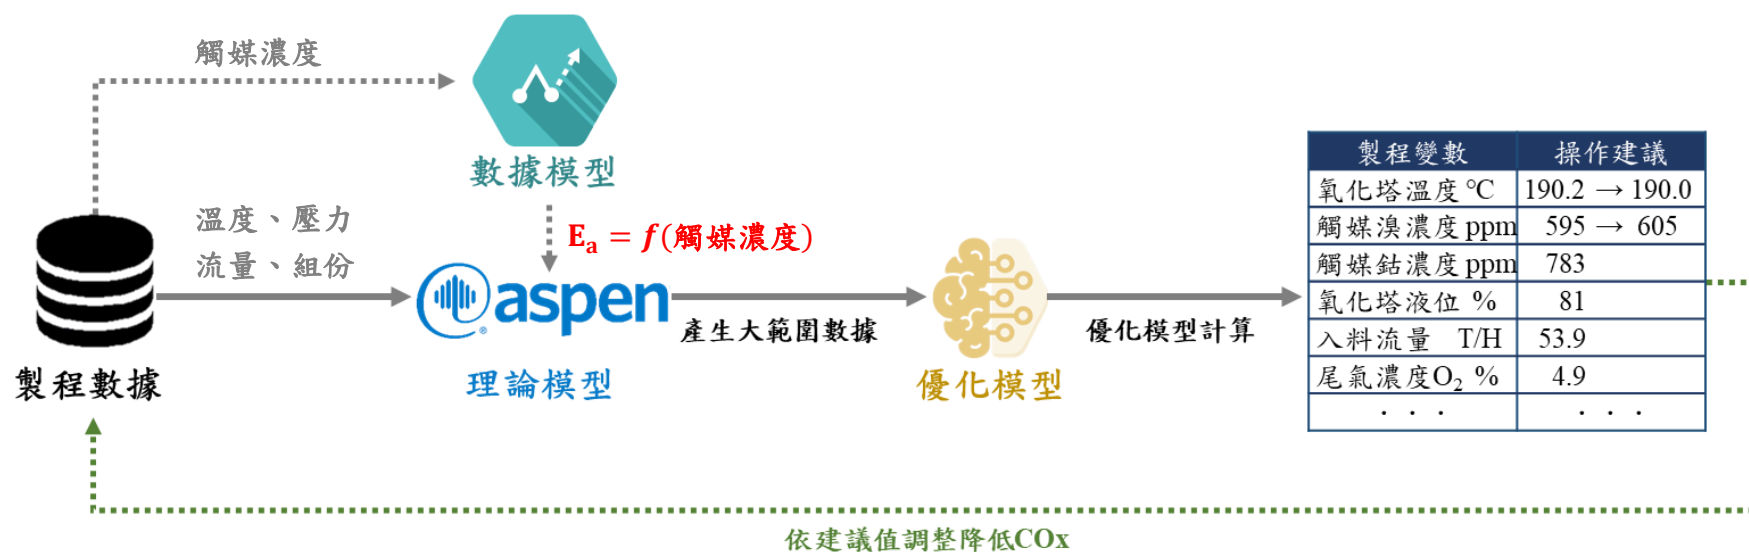 觸媒濃度
數據模型
溫度、壓力
流量、組份
Eₐ = f(觸媒濃度)
製程數據
aspen
理論模型
產生大範圍數據
優化模型
優化模型計算
製程變數 操作建議
氧化塔溫度 ℃ 190.2 → 190.0
觸媒溴濃度 ppm 595 → 605
觸媒鈷濃度 ppm 783
氧化塔液位 % 81
入料流量 T/H 53.9
尾氣濃度O₂ % 4.9
· · · · · ·
依建議值調整降低COx